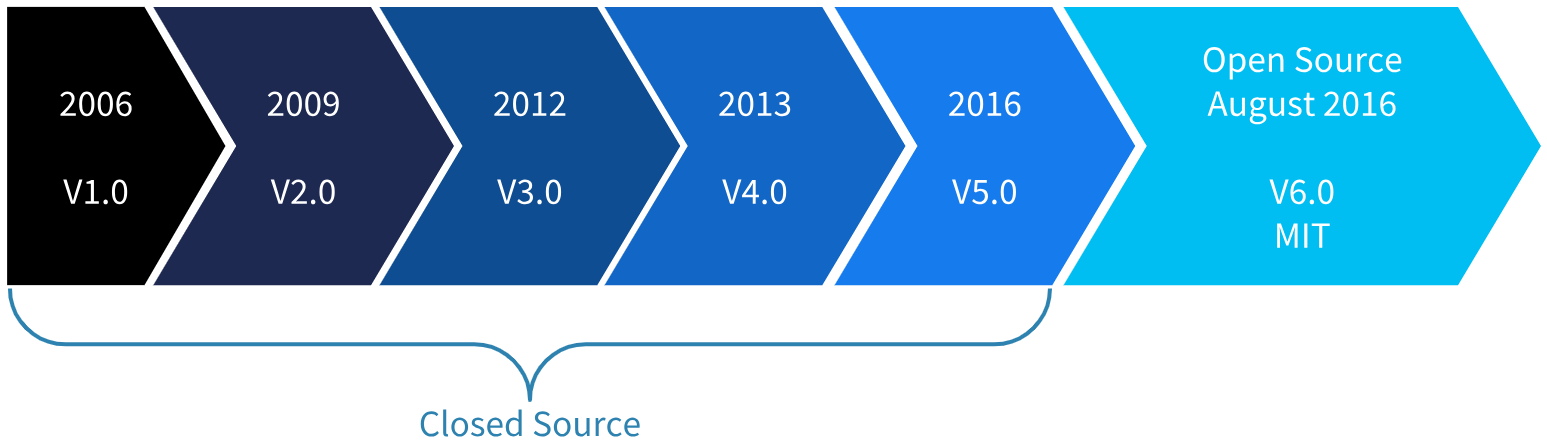 2006
V1.0
2009
V2.0
2012
V3.0
2013
V4.0
2016
V5.0
Open Source
August 2016
V6.0
MIT
Closed Source